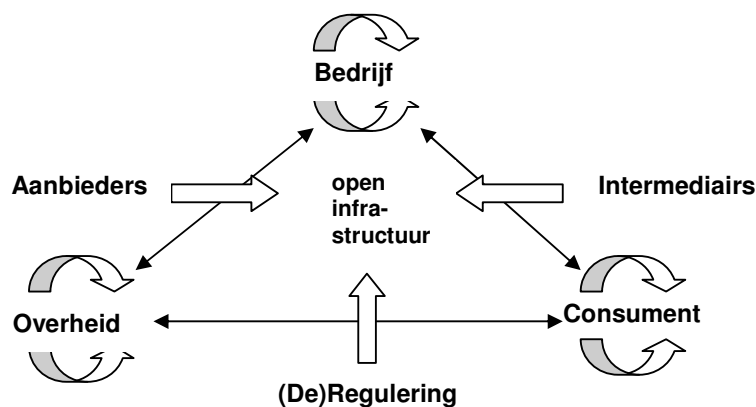 Bedrijf
Aanbieders
open
infra-
structuur
Intermediairs
Overheid
Consument
(De)Regulering